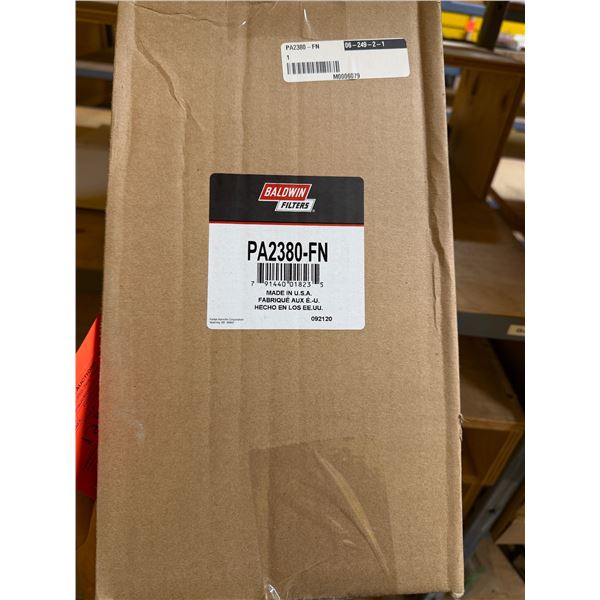 PA2380-FN
06-249-2-1
1
M0006079
BALDWIN
FILTERS
PA2380-FN
7 91440 01823 5
MADE IN U.S.A.
FABRIQUÉ AUX É.-U.
HECHO EN LOS EE.UU.
092120